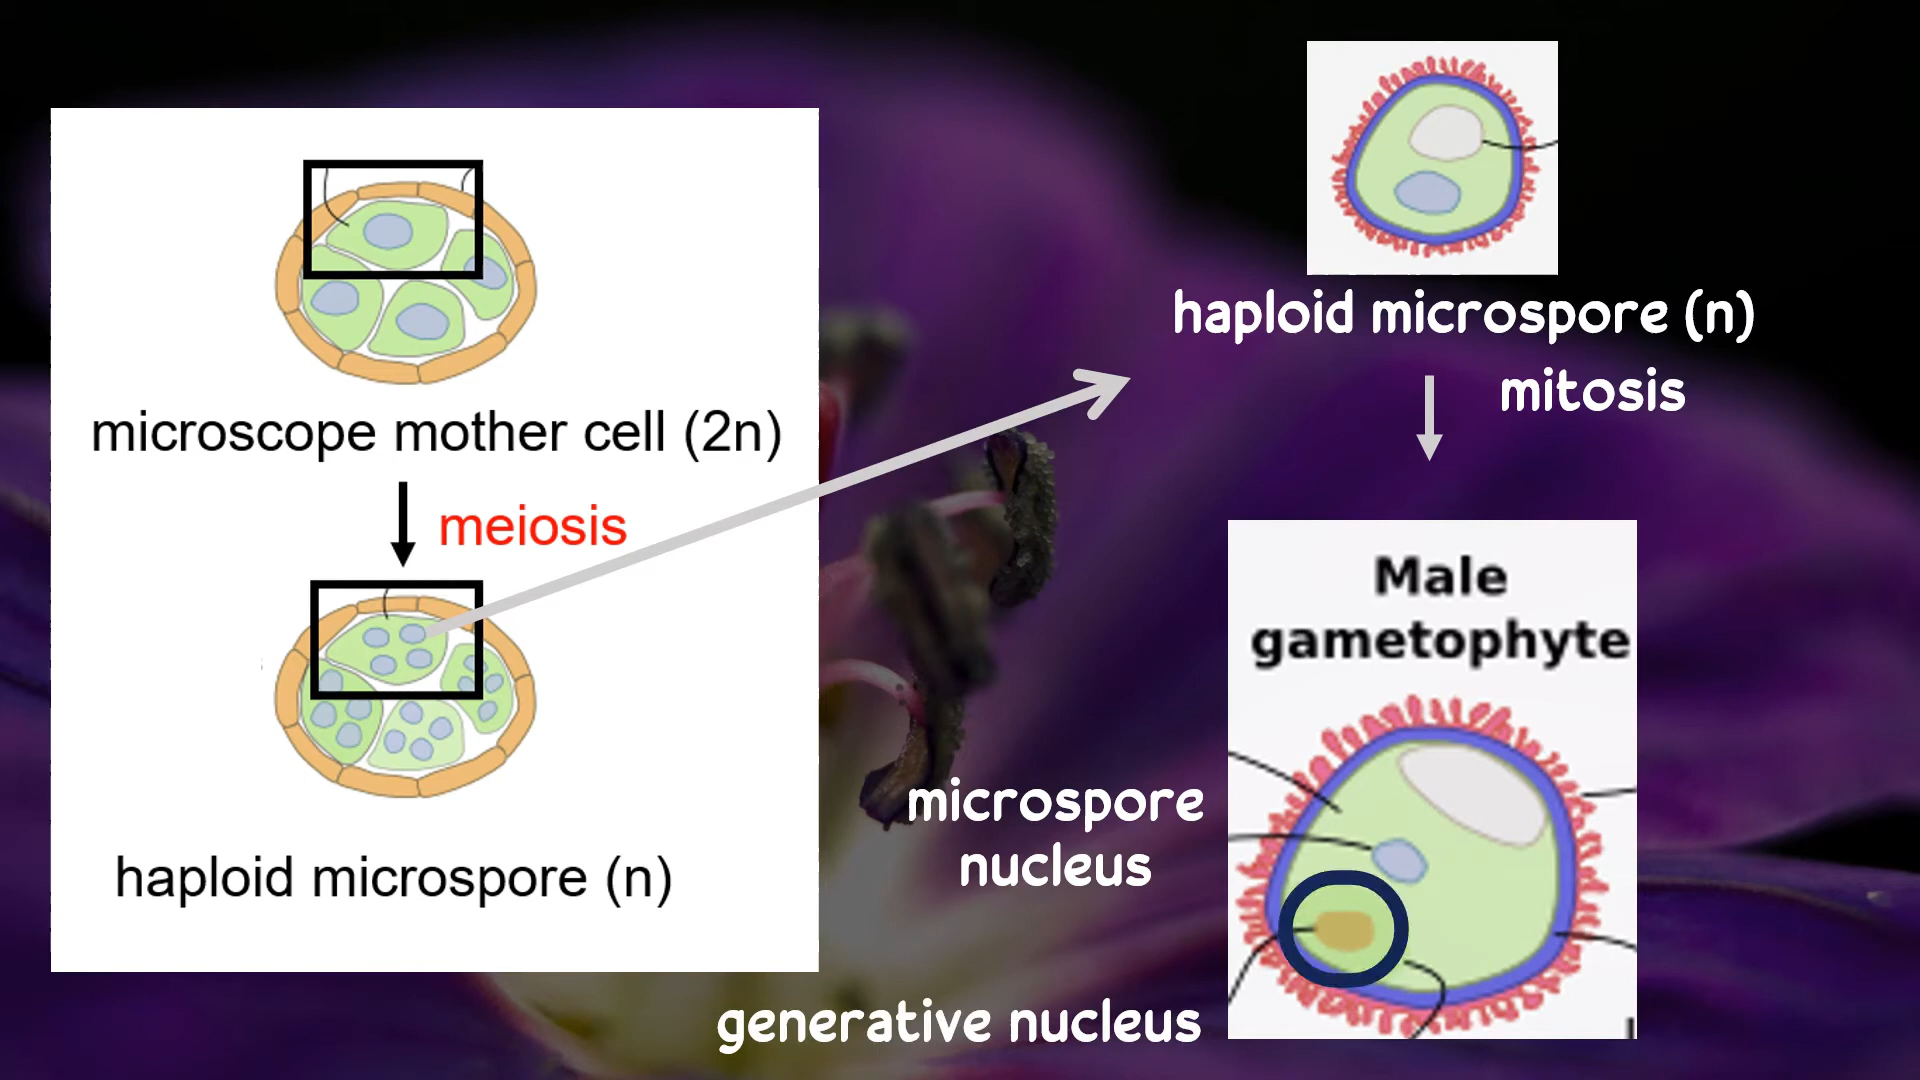 microscope mother cell (2n)
meiosis
haploid microspore (n)
haploid microspore (n)
mitosis
Male
gametophyte
microspore
nucleus
generative nucleus